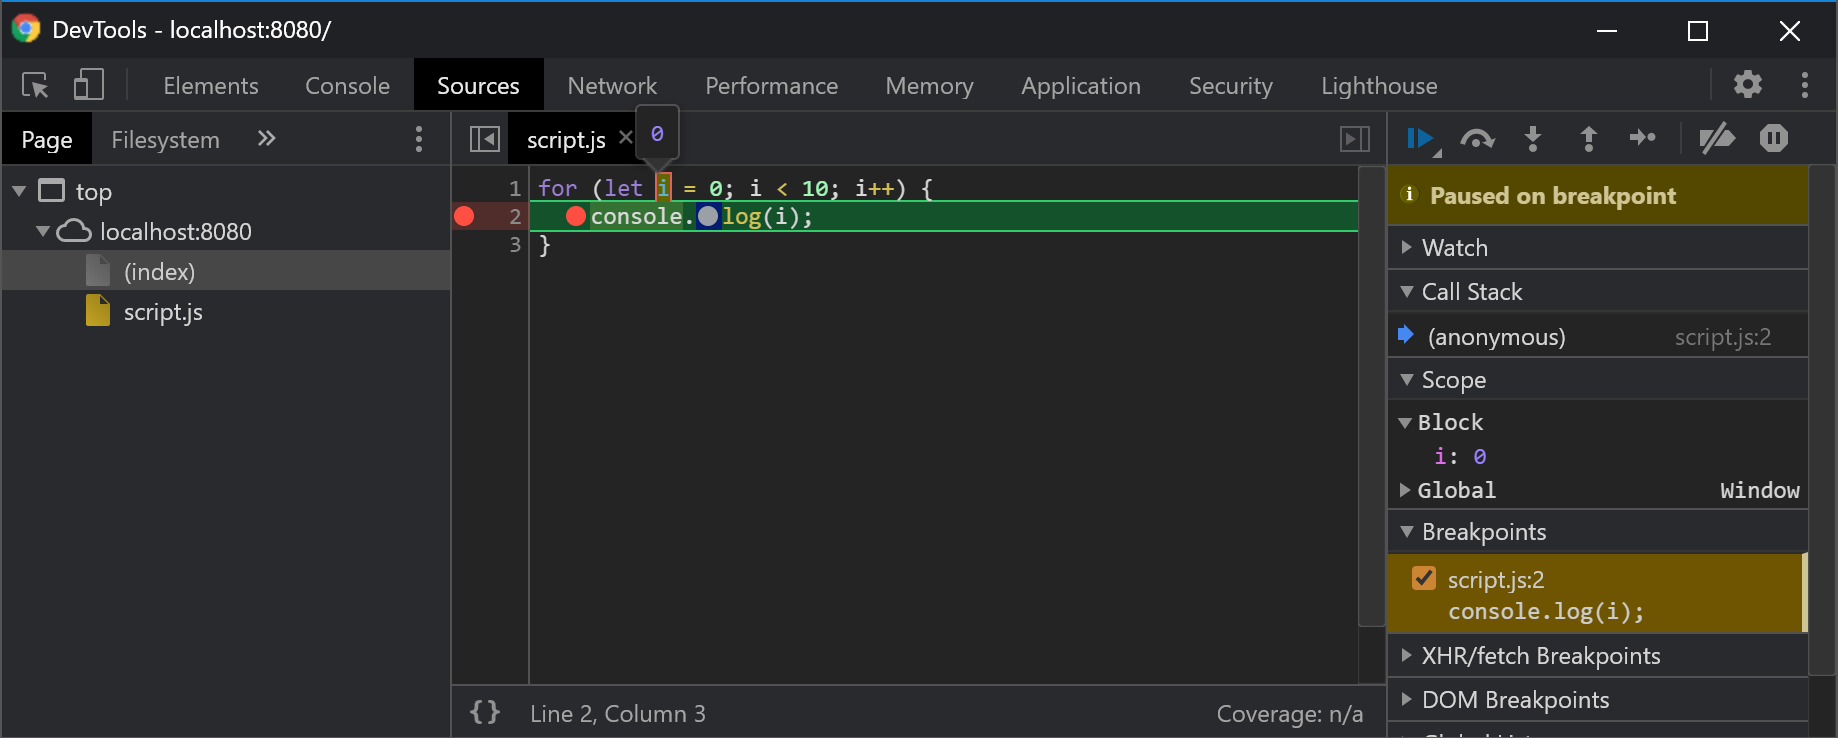 DevTools - localhost:8080/
Elements Console Sources Network Performance Memory Application Security Lighthouse
Page Filesystem »
script.js ×
0
top
localhost:8080
(index)
script.js
1 for (let i = 0; i < 10; i++) {
2 console.log(i);
3 }
{} Line 2, Column 3 Coverage: n/a
Paused on breakpoint
Watch
Call Stack
(anonymous) script.js:2
Scope
Block
i: 0
Global Window
Breakpoints
script.js:2
console.log(i);
XHR/fetch Breakpoints
DOM Breakpoints